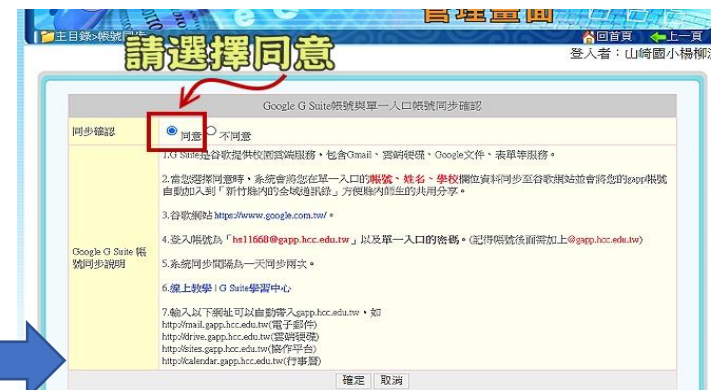 管理畫面
主目錄>帳號同步
回首頁 上一頁
請選擇同意
登入者：山崎國小楊柳
Google G Suite帳號與單一入口帳號同步確認
同步確認
同意 不同意
1.G Suite是谷歌提供校園雲端服務，包含Gmail、雲端硬碟、Google文件、表單等服務。
2.當您選擇同意時，系統會將您在單一入口的帳號、姓名、學校欄位資料同步至谷歌網站並會將您的gapp帳號
自動加入到「新竹縣內的全域通訊錄」方便縣內師生的共用分享。
3.谷歌網站 https://www.google.com.tw/。
4.登入帳號為「hs11668@gapp.hcc.edu.tw」以及單一入口的密碼。(記得帳號後面需加上@gapp.hcc.edu.tw)
Google G Suite 帳
號同步說明
5.系統同步間隔為一天同步兩次。
6.線上教學 | G Suite學習中心
7.輸入以下網址可以自動帶入gapp.hcc.edu.tw，如
http://mail.gapp.hcc.edu.tw(電子郵件)
http://drive.gapp.hcc.edu.tw(雲端硬碟)
http://sites.gapp.hcc.edu.tw(協作平台)
http://calendar.gapp.hcc.edu.tw(行事曆)
確定 取消